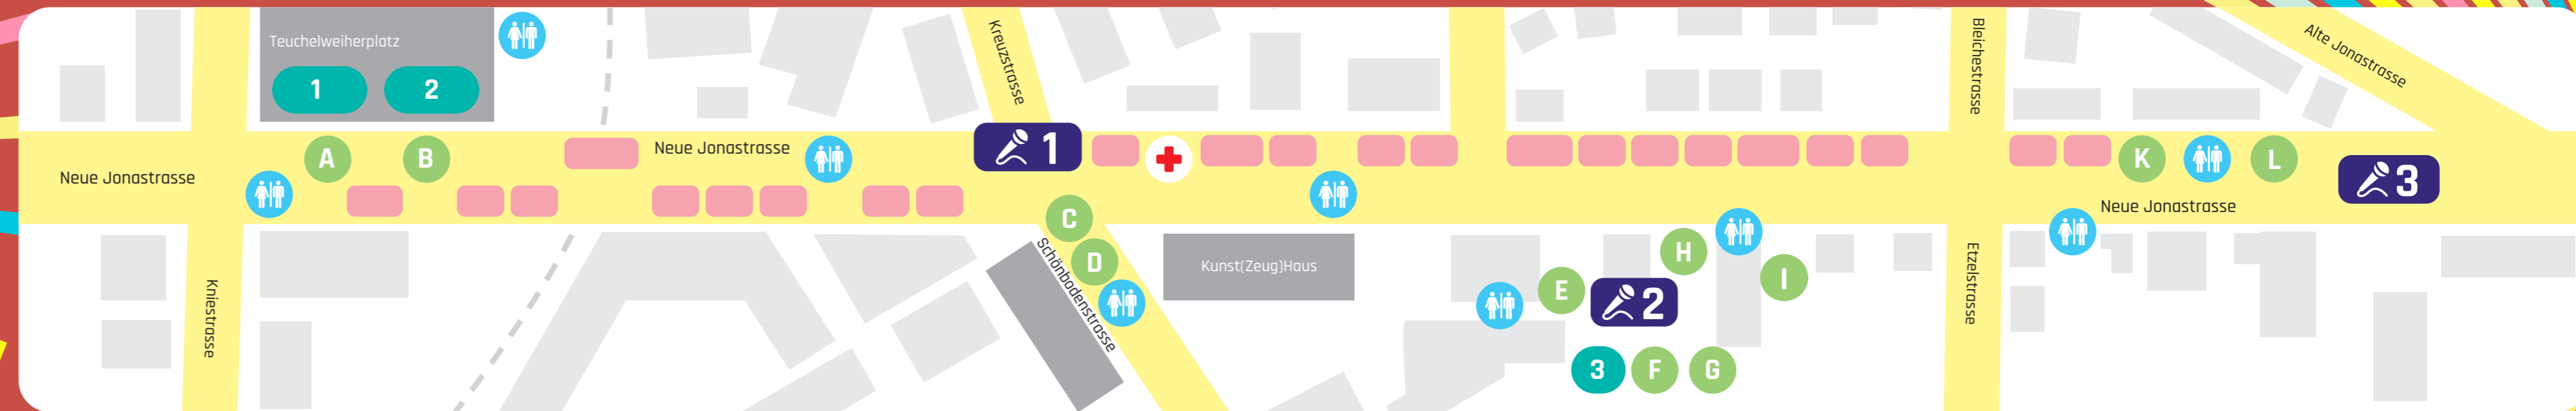 Teuchelweiherplatz
1
2
Kreuzstrasse
Bleichestrasse
Alte Jonastrasse
Neue Jonastrasse
A
B
Neue Jonastrasse
1
K
L
3
Neue Jonastrasse
Kniestrasse
C
D
Schönbodenstrasse
Kunst(Zeug)Haus
E
2
H
I
3
F
G
Etzelstrasse